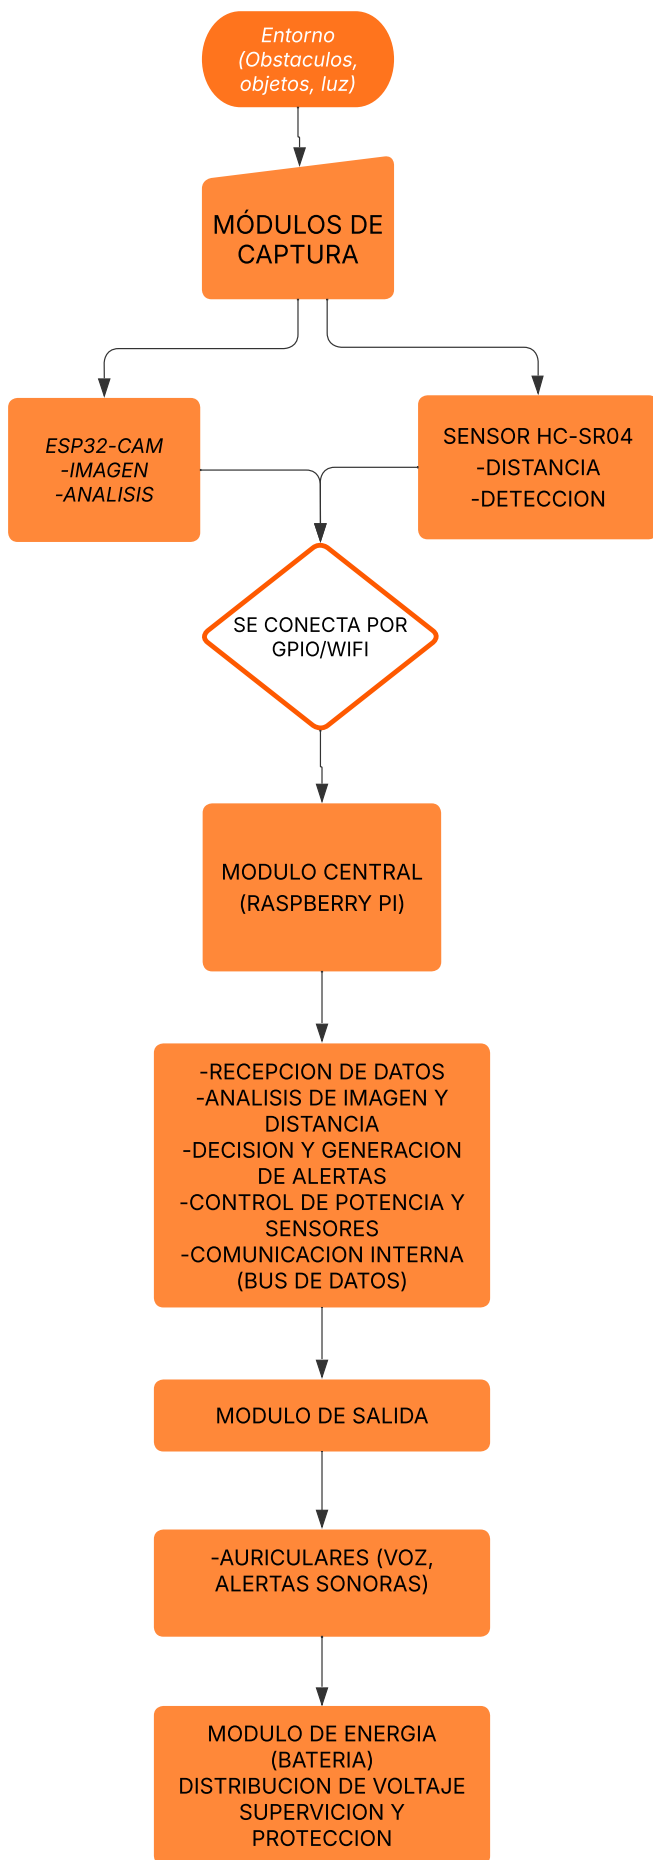 Entorno
(Obstaculos,
objetos, luz)
MÓDULOS DE
CAPTURA
ESP32-CAM
-IMAGEN
-ANALISIS
SENSOR HC-SR04
-DISTANCIA
-DETECCION
SE CONECTA POR
GPIO/WIFI
MODULO CENTRAL
(RASPBERRY PI)
-RECEPCION DE DATOS
-ANALISIS DE IMAGEN Y
DISTANCIA
-DECISION Y GENERACION
DE ALERTAS
-CONTROL DE POTENCIA Y
SENSORES
-COMUNICACION INTERNA
(BUS DE DATOS)
MODULO DE SALIDA
-AURICULARES (VOZ,
ALERTAS SONORAS)
MODULO DE ENERGIA
(BATERIA)
DISTRIBUCION DE VOLTAJE
SUPERVICION Y
PROTECCION